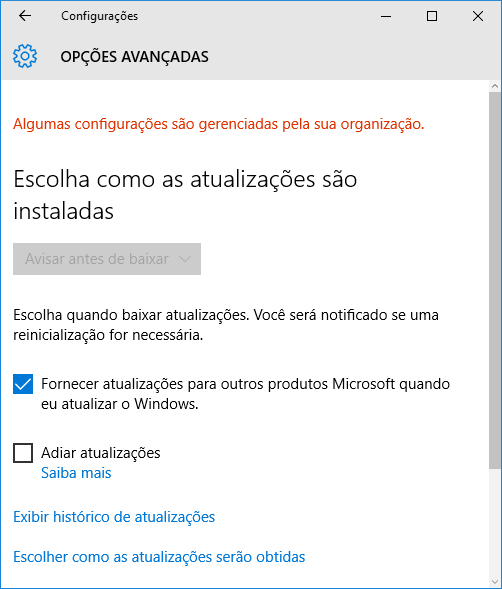 Configurações
OPÇÕES AVANÇADAS
Algumas configurações são gerenciadas pela sua organização.
Escolha como as atualizações são
instaladas
Avisar antes de baixar
Escolha quando baixar atualizações. Você será notificado se uma
reinicialização for necessária.
Fornecer atualizações para outros produtos Microsoft quando
eu atualizar o Windows.
Adiar atualizações
Saiba mais
Exibir histórico de atualizações
Escolher como as atualizações serão obtidas